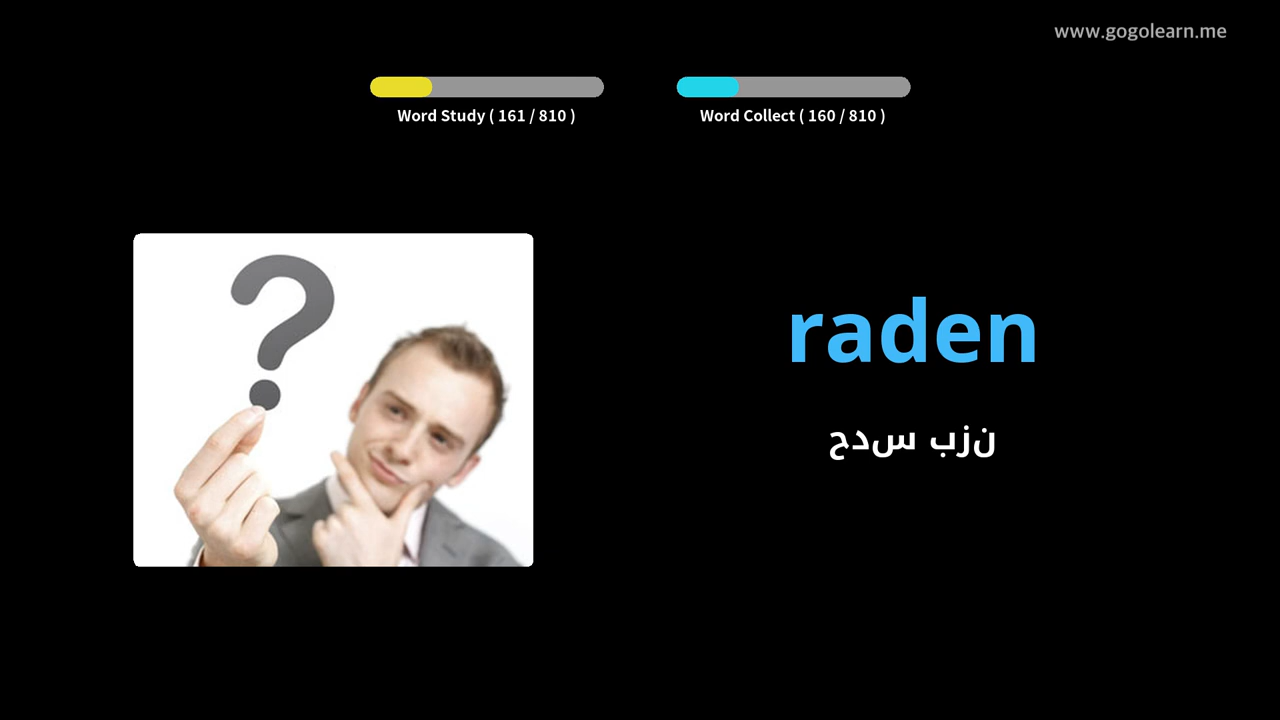 www.gogolearn.me
Word Study ( 161 / 810 )
Word Collect ( 160 / 810 )
raden
نزب سدح